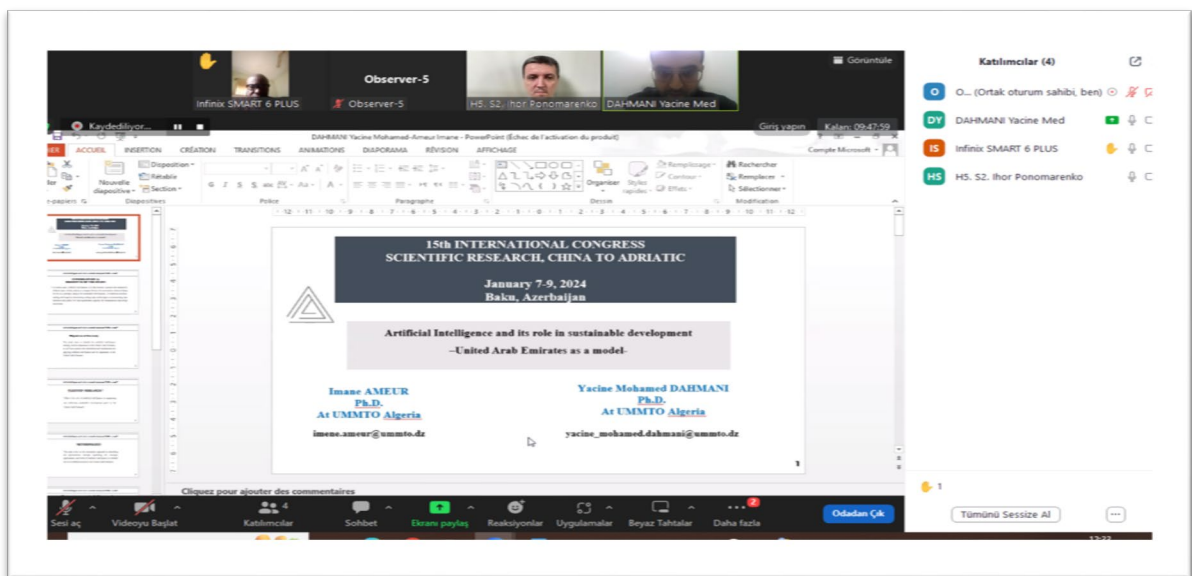 Infinix SMART 6 PLUS
Observer-5
Observer-5
H5. S2. Ihor Ponomarenko
DAHMANI Yacine Med
Görüntüle
Kaydediliyor...
Giriş yapın
Kalan: 09:47:59
DAHMANI Yacine Mohamed-Ameur Imane - PowerPoint (Échec de l'activation du produit)
ACCUEIL INSERTION CRÉATION TRANSITIONS ANIMATIONS DIAPORAMA RÉVISION AFFICHAGE
Compte Microsoft
Nouvelle
diapositive
Disposition
Rétablir
Section
Organiser
Styles
rapides
Remplissage
Contour
Effets
Rechercher
Remplacer
Sélectionner
Diapositives
Police
Paragraphe
Dessin
Modification
15th INTERNATIONAL CONGRESS
SCIENTIFIC RESEARCH, CHINA TO ADRIATIC
January 7-9, 2024
Baku, Azerbaijan
Artificial Intelligence and its role in sustainable development
–United Arab Emirates as a model-
Imane AMEUR
Ph.D.
At UMMTO Algeria
imene.ameur@ummto.dz
Yacine Mohamed DAHMANI
Ph.D.
At UMMTO Algeria
yacine_mohamed.dahmani@ummto.dz
1
Cliquez pour ajouter des commentaires
Sesi aç
Videoyu Başlat
4
Katılımcılar
Sohbet
Ekranı paylaş
Reaksiyonlar
Uygulamalar
Beyaz Tahtalar
2
Daha fazla
Odadan Çık
Katılımcılar (4)
O O... (Ortak oturum sahibi, ben)
DY DAHMANI Yacine Med
IS Infinix SMART 6 PLUS
HS H5. S2. Ihor Ponomarenko
1
Tümünü Sessize Al